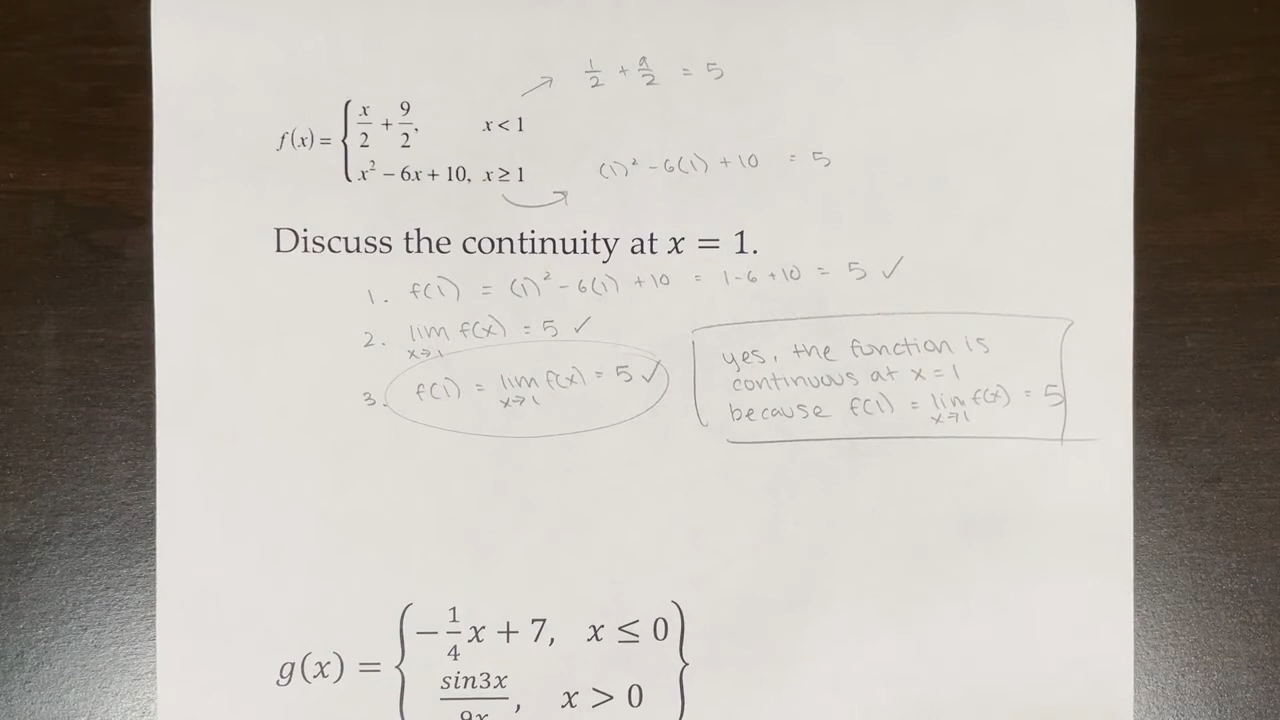 1/2 + 9/2 = 5
f(x) = { x/2 + 9/2, x < 1
x² − 6x + 10, x ≥ 1
(1)² - 6(1) + 10 = 5
Discuss the continuity at x = 1.
1. f(1) = (1)² - 6(1) + 10 = 1-6+10 = 5 ✓
2. lim x→1 f(x) = 5 ✓
3. f(1) = lim x→1 f(x) = 5 ✓
yes, the function is
continuous at x=1
because f(1) = lim x→1 f(x) = 5
g(x) = { −1/4 x + 7, x ≤ 0 }
sin3x/9x, x > 0